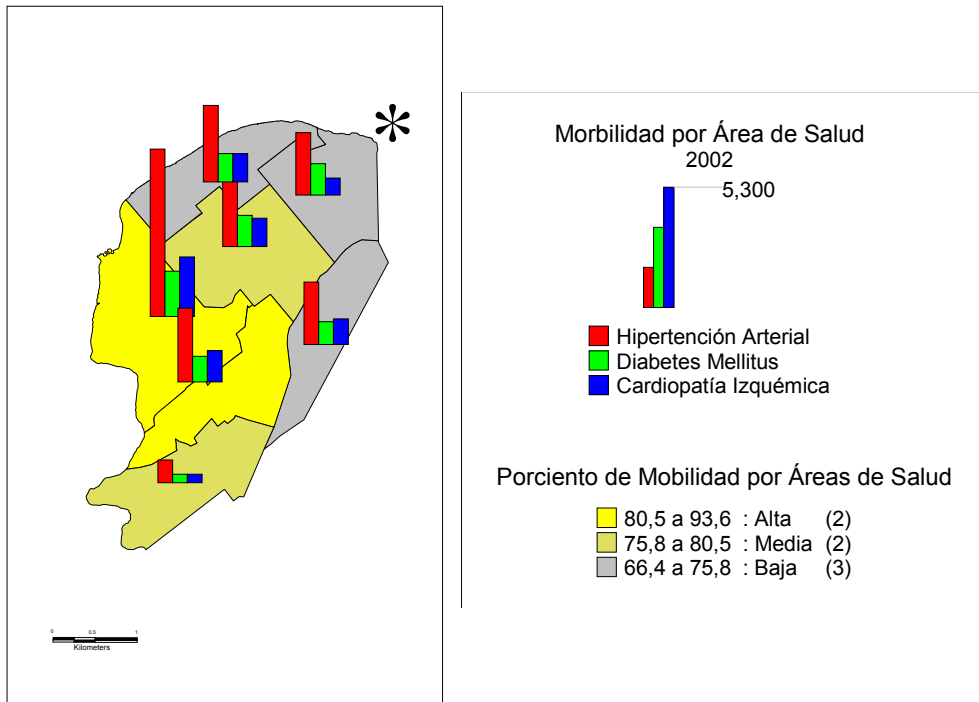 Morbilidad por Área de Salud
2002
5,300
Hipertención Arterial
Diabetes Mellitus
Cardiopatía Izquémica
Porciento de Mobilidad por Áreas de Salud
80,5 a 93,6 : Alta (2)
75,8 a 80,5 : Media (2)
66,4 a 75,8 : Baja (3)
0 0.5 1
Kilometers